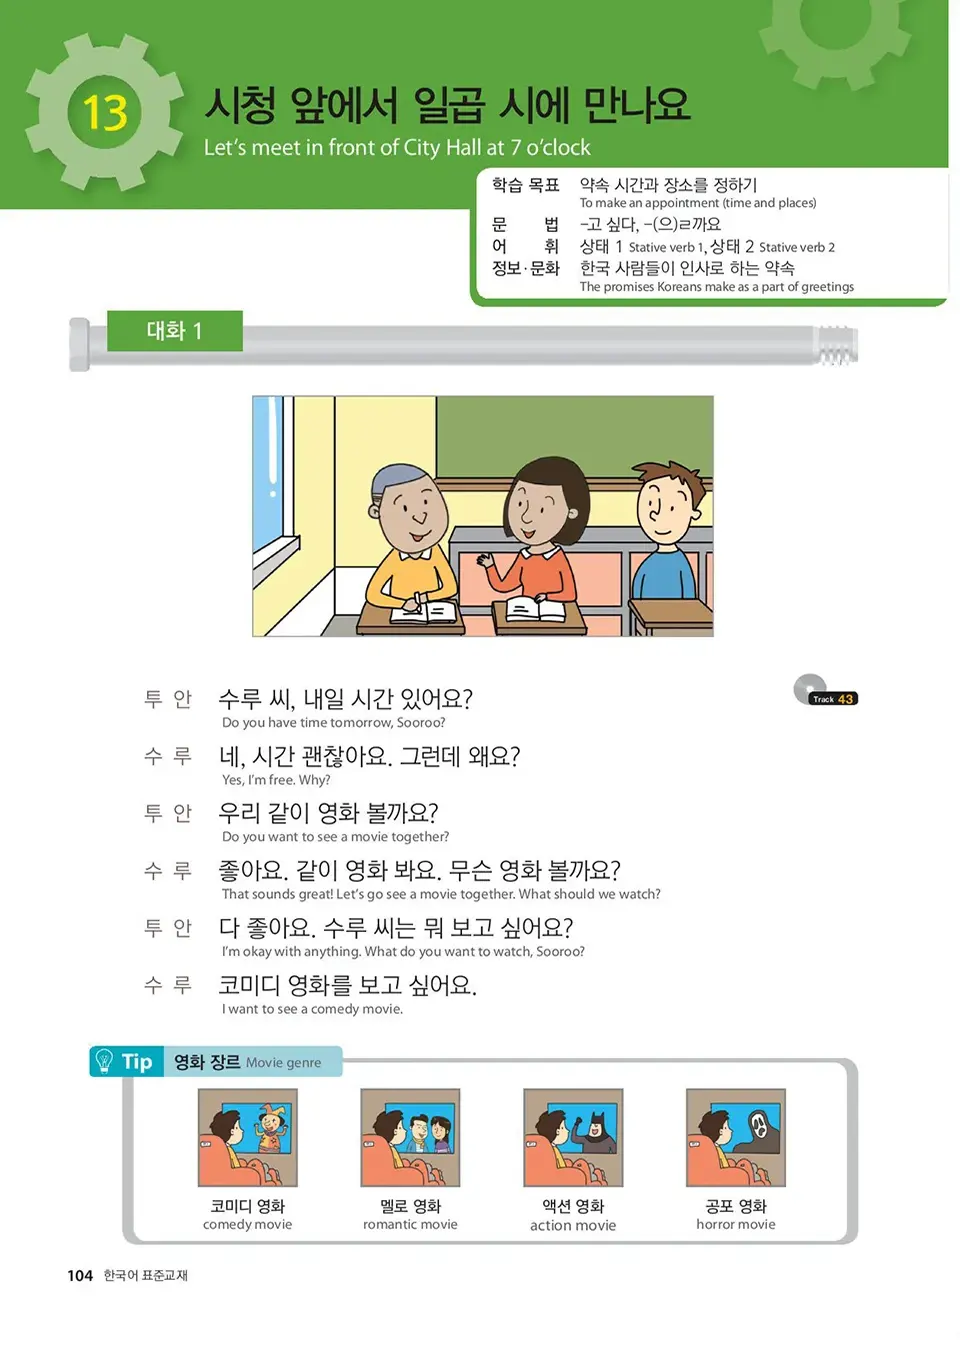 13
시청 앞에서 일곱 시에 만나요
Let's meet in front of City Hall at 7 o'clock
학습 목표 약속 시간과 장소를 정하기
To make an appointment (time and places)
문 법 -고 싶다, -(으)ㄹ까요
어 휘 상태 1 Stative verb 1, 상태 2 Stative verb 2
정보·문화 한국 사람들이 인사로 하는 약속
The promises Koreans make as a part of greetings
대화 1
Track 43
투 안 수루 씨, 내일 시간 있어요?
Do you have time tomorrow, Sooroo?
수 루 네, 시간 괜찮아요. 그런데 왜요?
Yes, I'm free. Why?
투 안 우리 같이 영화 볼까요?
Do you want to see a movie together?
수 루 좋아요. 같이 영화 봐요. 무슨 영화 볼까요?
That sounds great! Let's go see a movie together. What should we watch?
투 안 다 좋아요. 수루 씨는 뭐 보고 싶어요?
I'm okay with anything. What do you want to watch, Sooroo?
수 루 코미디 영화를 보고 싶어요.
I want to see a comedy movie.
Tip 영화 장르 Movie genre
코미디 영화 멜로 영화 액션 영화 공포 영화
comedy movie romantic movie action movie horror movie
104 한국어 표준교재